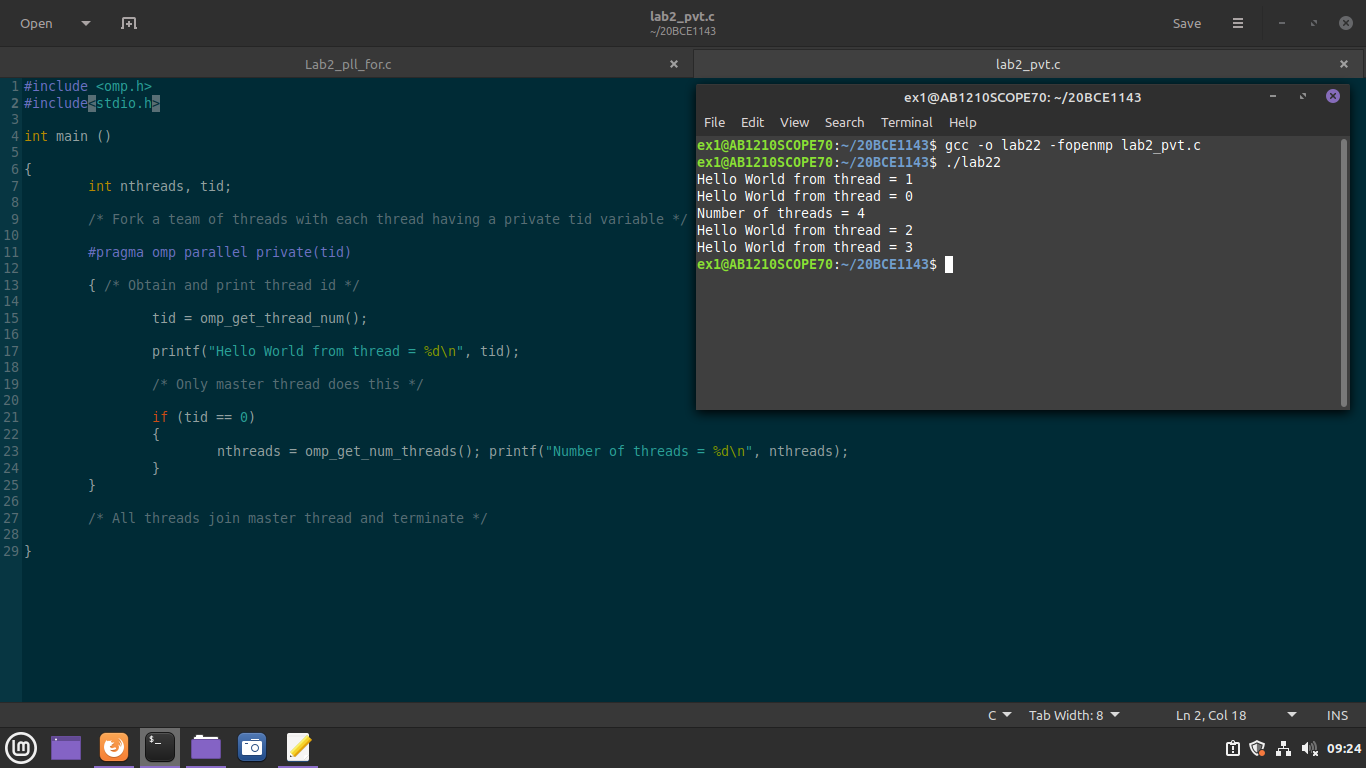 Open
lab2_pvt.c
~/20BCE1143
Save
Lab2_pll_for.c
lab2_pvt.c
1 #include <omp.h>
2 #include<stdio.h>
3
4 int main ()
5
6 {
7 int nthreads, tid;
8
9 /* Fork a team of threads with each thread having a private tid variable */
10
11 #pragma omp parallel private(tid)
12
13 { /* Obtain and print thread id */
14
15 tid = omp_get_thread_num();
16
17 printf("Hello World from thread = %d\n", tid);
18
19 /* Only master thread does this */
20
21 if (tid == 0)
22 {
23 nthreads = omp_get_num_threads(); printf("Number of threads = %d\n", nthreads);
24 }
25 }
26
27 /* All threads join master thread and terminate */
28
29 }
ex1@AB1210SCOPE70: ~/20BCE1143
File Edit View Search Terminal Help
ex1@AB1210SCOPE70:~/20BCE1143$ gcc -o lab22 -fopenmp lab2_pvt.c
ex1@AB1210SCOPE70:~/20BCE1143$ ./lab22
Hello World from thread = 1
Hello World from thread = 0
Number of threads = 4
Hello World from thread = 2
Hello World from thread = 3
ex1@AB1210SCOPE70:~/20BCE1143$
C Tab Width: 8 Ln 2, Col 18 INS
$_
09:24